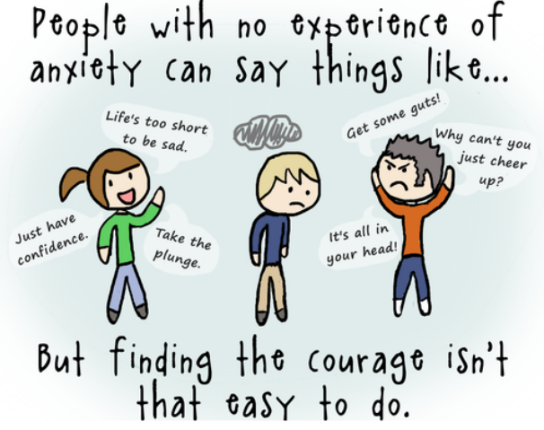 People with no experience of
anxiety can say things like...
Life's too short
to be sad.
Just have
confidence.
Take the
plunge.
Get some guts!
Why can't you
just cheer
up?
It's all in
your head!
But finding the courage isn't
that easy to do.